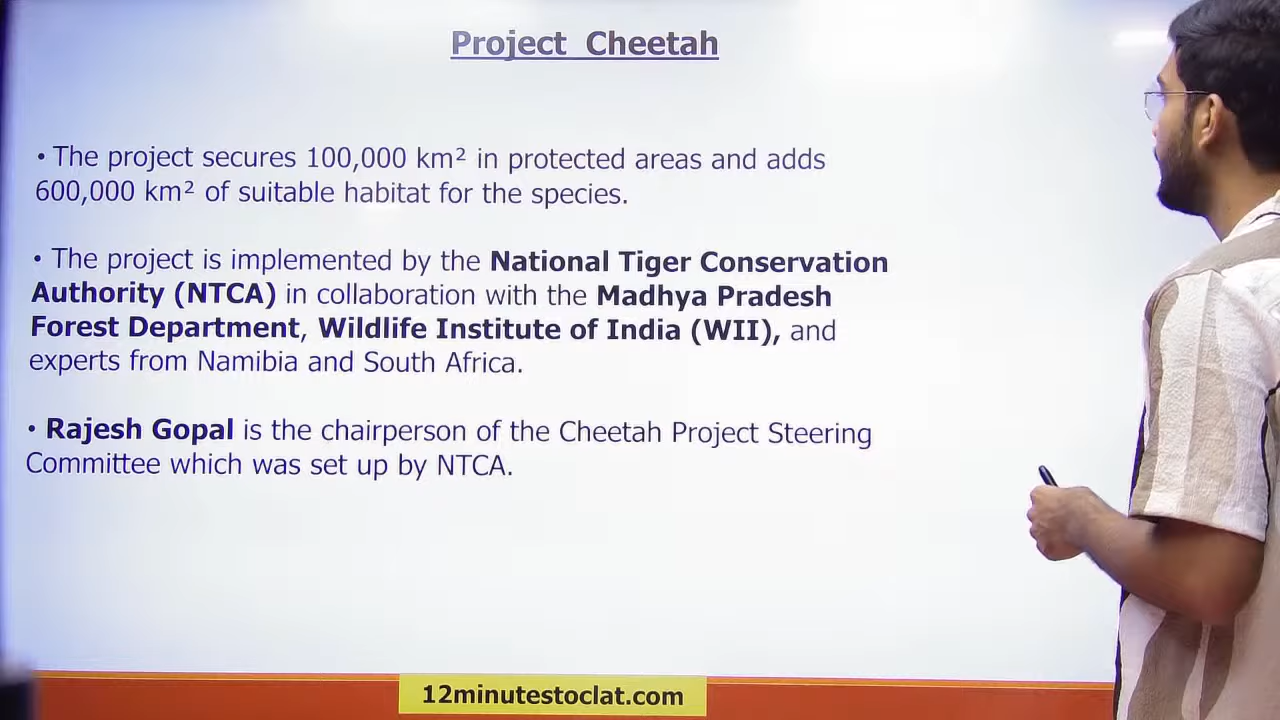 Project Cheetah
• The project secures 100,000 km² in protected areas and adds
600,000 km² of suitable habitat for the species.
• The project is implemented by the National Tiger Conservation
Authority (NTCA) in collaboration with the Madhya Pradesh
Forest Department, Wildlife Institute of India (WII), and
experts from Namibia and South Africa.
• Rajesh Gopal is the chairperson of the Cheetah Project Steering
Committee which was set up by NTCA.
12minutestoclat.com